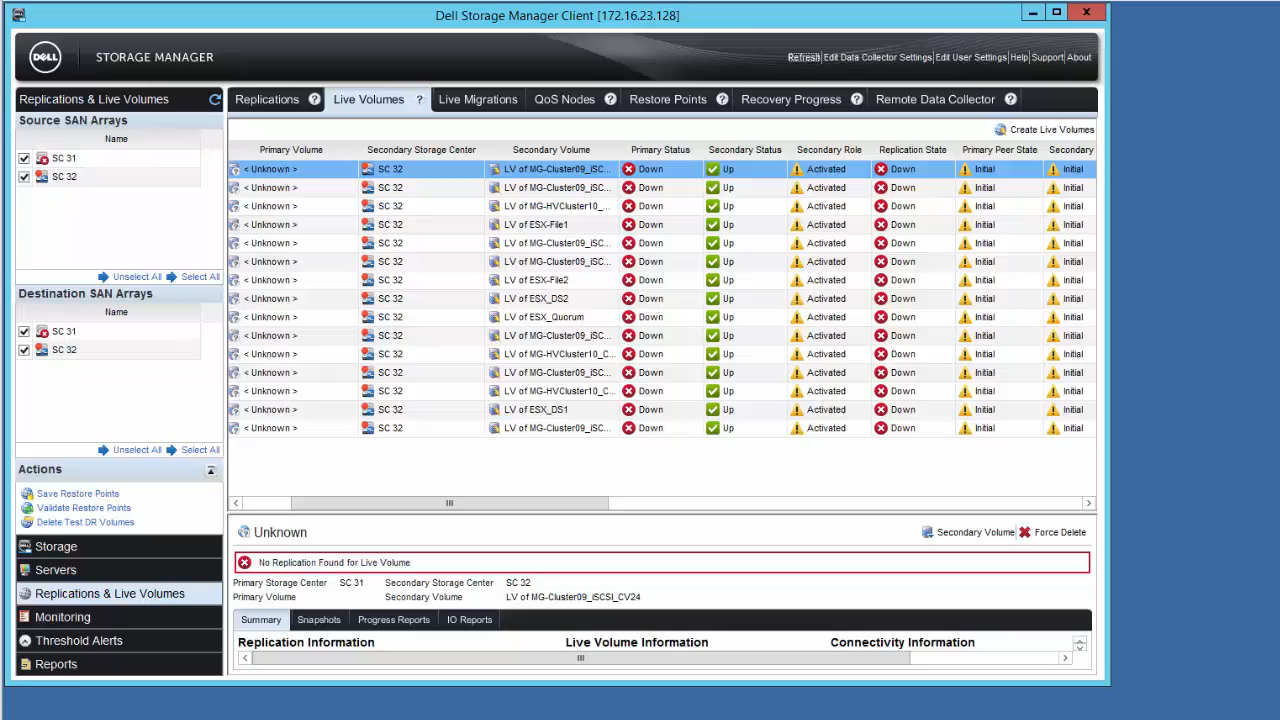 Dell Storage Manager Client [172.16.23.128]
DELL STORAGE MANAGER
Refresh | Edit Data Collector Settings | Edit User Settings | Help | Support | About
Replications & Live Volumes
Replications ? Live Volumes ? Live Migrations QoS Nodes ? Restore Points ? Recovery Progress ? Remote Data Collector ?
Source SAN Arrays
Name
SC 31
SC 32
Unselect All Select All
Destination SAN Arrays
Name
SC 31
SC 32
Unselect All Select All
Actions
Save Restore Points
Validate Restore Points
Delete Test DR Volumes
Storage
Servers
Replications & Live Volumes
Monitoring
Threshold Alerts
Reports
Create Live Volumes
Primary Volume Secondary Storage Center Secondary Volume Primary Status Secondary Status Secondary Role Replication State Primary Peer State Secondary
< Unknown > SC 32 LV of MG-Cluster09_iSC... Down Up Activated Down Initial Initial
< Unknown > SC 32 LV of MG-Cluster09_iSC... Down Up Activated Down Initial Initial
< Unknown > SC 32 LV of MG-HVCluster10_... Down Up Activated Down Initial Initial
< Unknown > SC 32 LV of ESX-File1 Down Up Activated Down Initial Initial
< Unknown > SC 32 LV of MG-Cluster09_iSC... Down Up Activated Down Initial Initial
< Unknown > SC 32 LV of MG-Cluster09_iSC... Down Up Activated Down Initial Initial
< Unknown > SC 32 LV of ESX-File2 Down Up Activated Down Initial Initial
< Unknown > SC 32 LV of ESX_DS2 Down Up Activated Down Initial Initial
< Unknown > SC 32 LV of ESX_Quorum Down Up Activated Down Initial Initial
< Unknown > SC 32 LV of MG-Cluster09_iSC... Down Up Activated Down Initial Initial
< Unknown > SC 32 LV of MG-HVCluster10_C... Down Up Activated Down Initial Initial
< Unknown > SC 32 LV of MG-Cluster09_iSC... Down Up Activated Down Initial Initial
< Unknown > SC 32 LV of MG-HVCluster10_C... Down Up Activated Down Initial Initial
< Unknown > SC 32 LV of ESX_DS1 Down Up Activated Down Initial Initial
< Unknown > SC 32 LV of MG-Cluster09_iSC... Down Up Activated Down Initial Initial
Unknown
Secondary Volume | Force Delete
No Replication Found for Live Volume
Primary Storage Center SC 31 Secondary Storage Center SC 32
Primary Volume Secondary Volume LV of MG-Cluster09_iSCSI_CV24
Summary Snapshots Progress Reports IO Reports
Replication Information Live Volume Information Connectivity Information